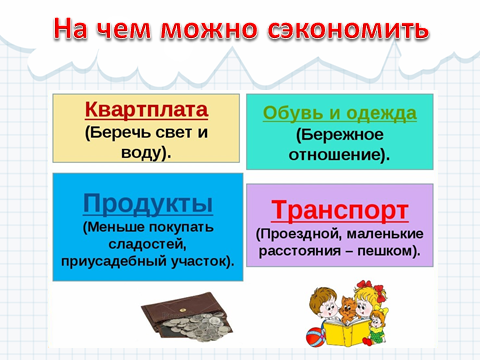 На чем можно сэкономить
Квартплата
(Беречь свет и
воду).
Обувь и одежда
(Бережное
отношение).
Продукты
(Меньше покупать
сладостей,
приусадебный участок).
Транспорт
(Проездной, маленькие
расстояния – пешком).